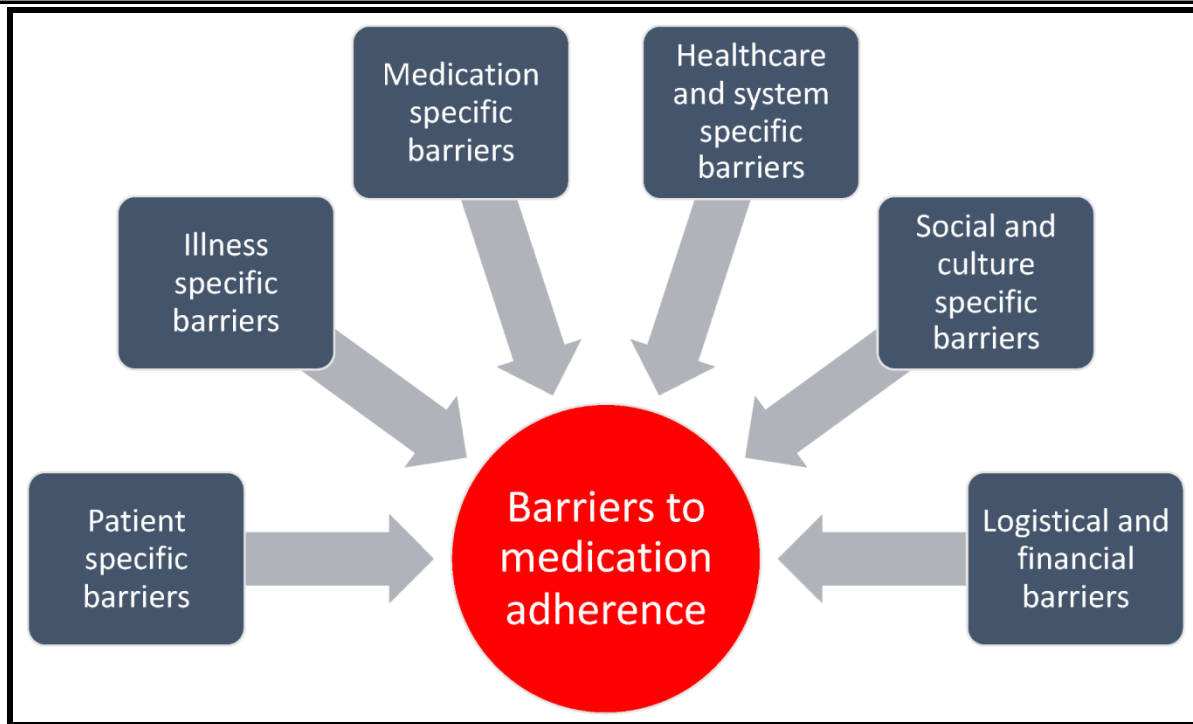 Medication
specific
barriers
Healthcare
and system
specific
barriers
Illness
specific
barriers
Social and
culture
specific
barriers
Patient
specific
barriers
Barriers to
medication
adherence
Logistical and
financial
barriers